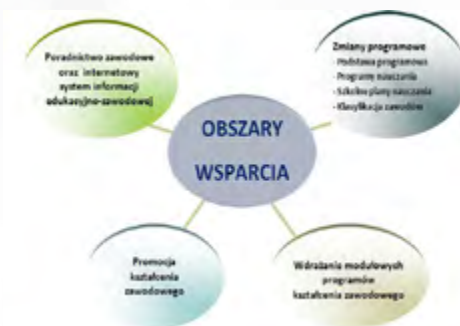 Poradnictwo zawodowe
oraz internetowy
system informacji
edukacyjno-zawodowej
Zmiany programowe
- Podstawa programowa
- Programy nauczania
- Szkolne plany nauczania
- Klasyfikacja zawodów
OBSZARY
WSPARCIA
Promocja
kształcenia
zawodowego
Wdrażanie modułowych
programów
kształcenia zawodowego